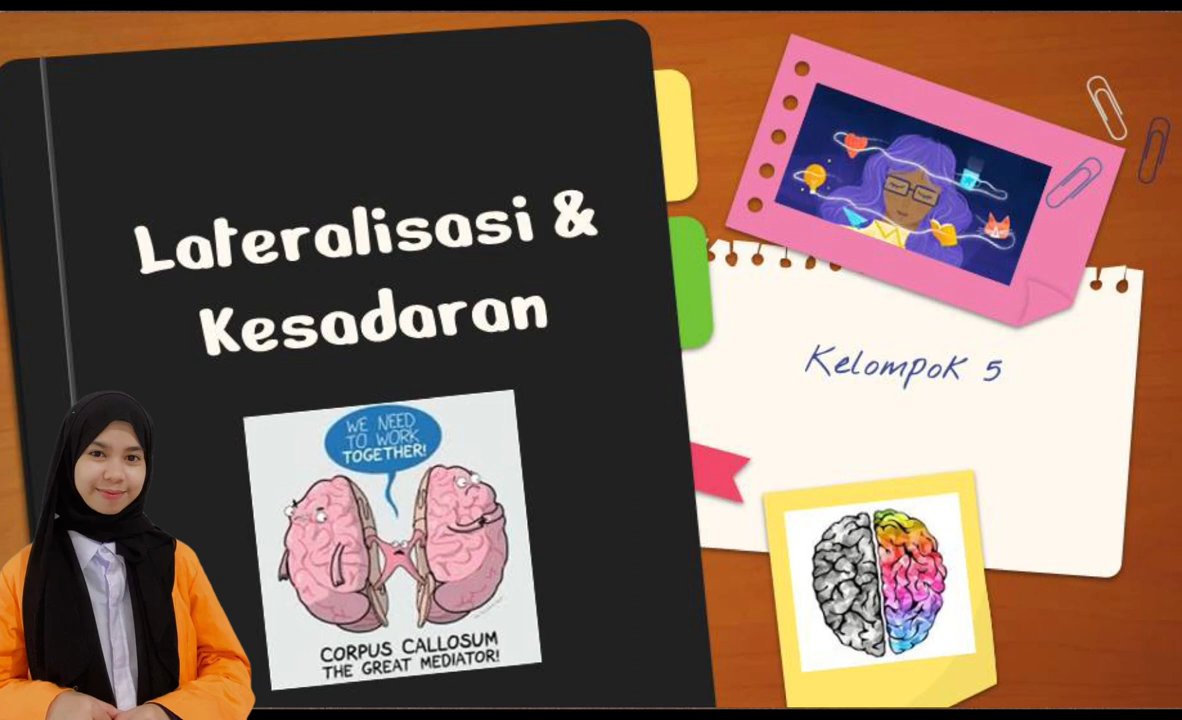 Lateralisasi &
Kesadaran
WE NEED
TO WORK
TOGETHER!
CORPUS CALLOSUM
THE GREAT MEDIATOR!
Kelompok 5